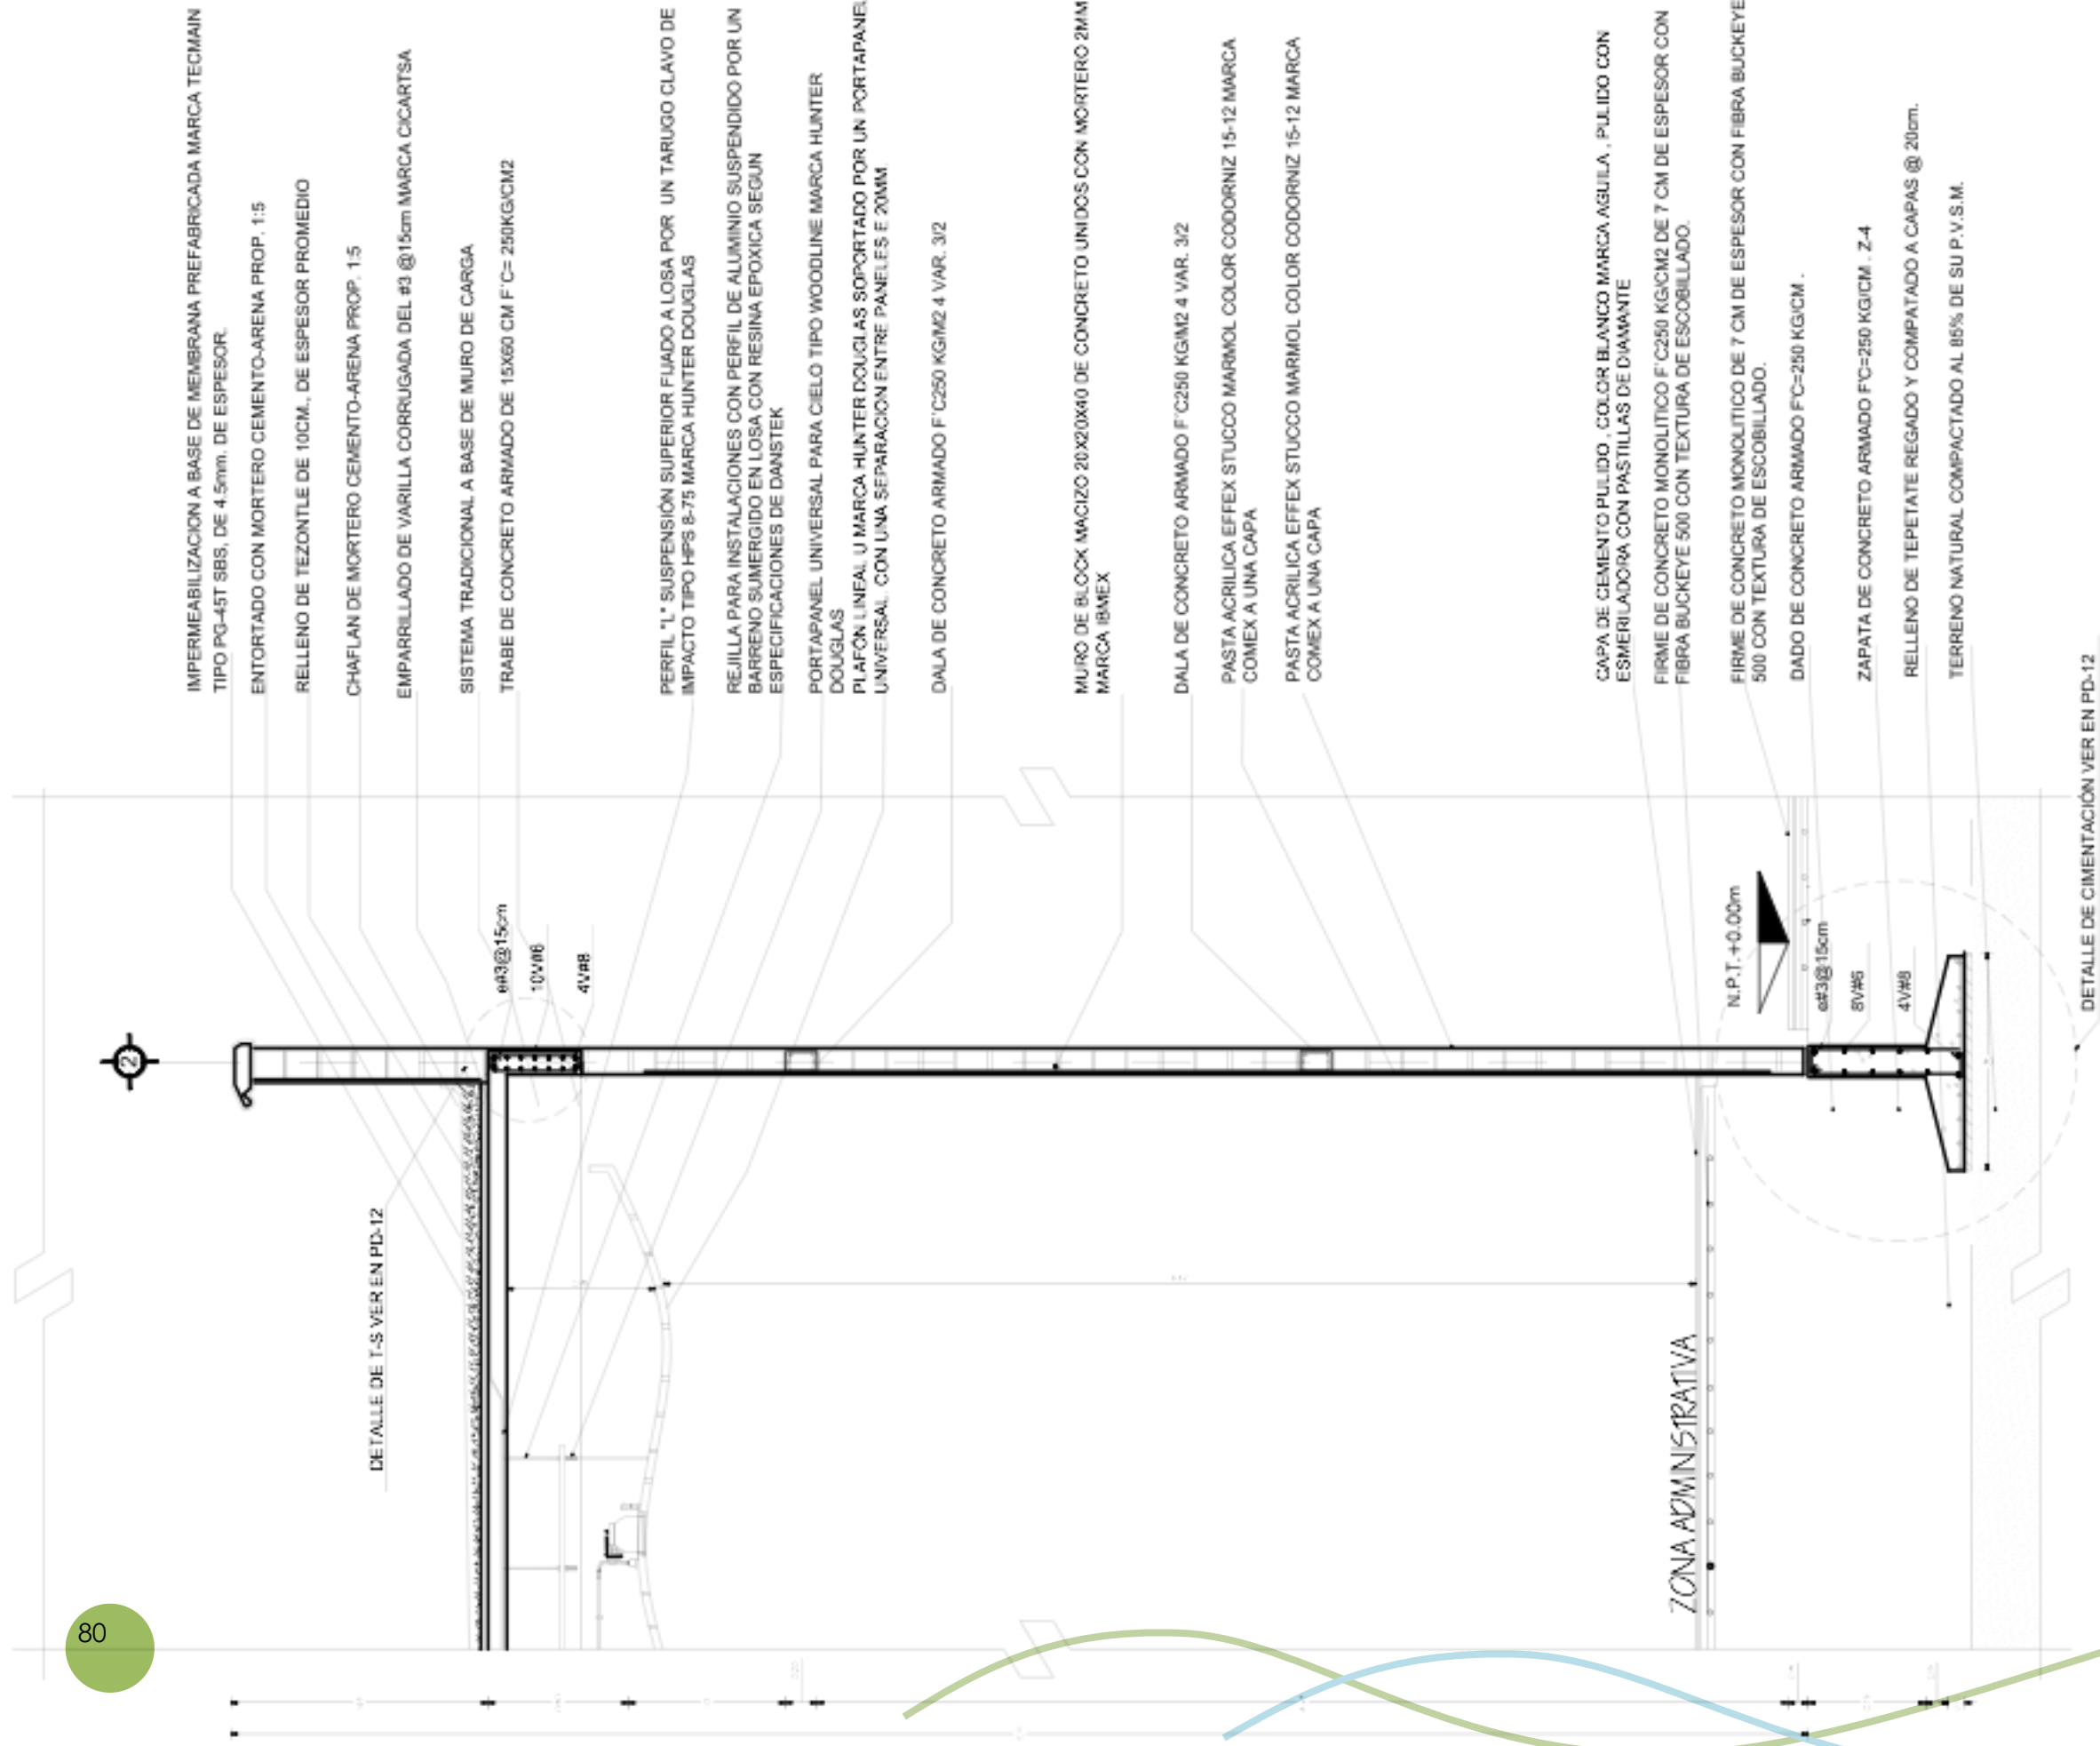 IMPERMEABILIZACION A BASE DE MEMBRANA PREFABRICADA MARCA TECMAIN
TIPO PG-45T SBS, DE 4.5mm. DE ESPESOR.
ENTORTADO CON MORTERO CEMENTO-ARENA PROP. 1:5
RELLENO DE TEZONTLE DE 10CM., DE ESPESOR PROMEDIO
CHAFLAN DE MORTERO CEMENTO-ARENA PROP. 1:5
EMPARRILLADO DE VARILLA CORRUGADA DEL #3 @15cm MARCA CICARTSA
SISTEMA TRADICIONAL A BASE DE MURO DE CARGA
TRABE DE CONCRETO ARMADO DE 15X60 CM F'C= 250KG/CM2
PERFIL "L" SUSPENSIÓN SUPERIOR FIJADO A LOSA POR UN TARUGO CLAVO DE
IMPACTO TIPO HPS 8-75 MARCA HUNTER DOUGLAS
REJILLA PARA INSTALACIONES CON PERFIL DE ALUMINIO SUSPENDIDO POR UN
BARRENO SUMERGIDO EN LOSA CON RESINA EPOXICA SEGUN
ESPECIFICACIONES DE DANSTEK
PORTAPANEL UNIVERSAL PARA CIELO TIPO WOODLINE MARCA HUNTER
DOUGLAS
PLAFÓN LINEAL U MARCA HUNTER DOUGLAS SOPORTADO POR UN PORTAPANEL
UNIVERSAL, CON UNA SEPARACION ENTRE PANELES E 20MM.
DALA DE CONCRETO ARMADO F'C250 KG/M2 4 VAR. 3/2
MURO DE BLOCK MACIZO 20X20X40 DE CONCRETO UNIDOS CON MORTERO 2MM
MARCA IBMEX
DALA DE CONCRETO ARMADO F'C250 KG/M2 4 VAR. 3/2
PASTA ACRILICA EFFEX STUCCO MARMOL COLOR CODORNIZ 15-12 MARCA
COMEX A UNA CAPA
PASTA ACRILICA EFFEX STUCCO MARMOL COLOR CODORNIZ 15-12 MARCA
COMEX A UNA CAPA
CAPA DE CEMENTO PULIDO , COLOR BLANCO MARCA AGUILA , PULIDO CON
ESMERILADORA CON PASTILLAS DE DIAMANTE
FIRME DE CONCRETO MONOLITICO F'C250 KG/CM2 DE 7 CM DE ESPESOR CON
FIBRA BUCKEYE 500 CON TEXTURA DE ESCOBILLADO.
FIRME DE CONCRETO MONOLITICO DE 7 CM DE ESPESOR CON FIBRA BUCKEYE
500 CON TEXTURA DE ESCOBILLADO.
DADO DE CONCRETO ARMADO F'C=250 KG/CM .
ZAPATA DE CONCRETO ARMADO F'C=250 KG/CM . Z-4
RELLENO DE TEPETATE REGADO Y COMPATADO A CAPAS @ 20cm.
TERRENO NATURAL COMPACTADO AL 85% DE SU P.V.S.M.
DETALLE DE CIMENTACIÓN VER EN PD-12
2
e#3@15cm
10V#6
4V#8
N.P.T.+0.00m
e#3@15cm
8V#6
4V#8
DETALLE DE T-S VER EN PD-12
ZONA ADMINISTRATIVA
80